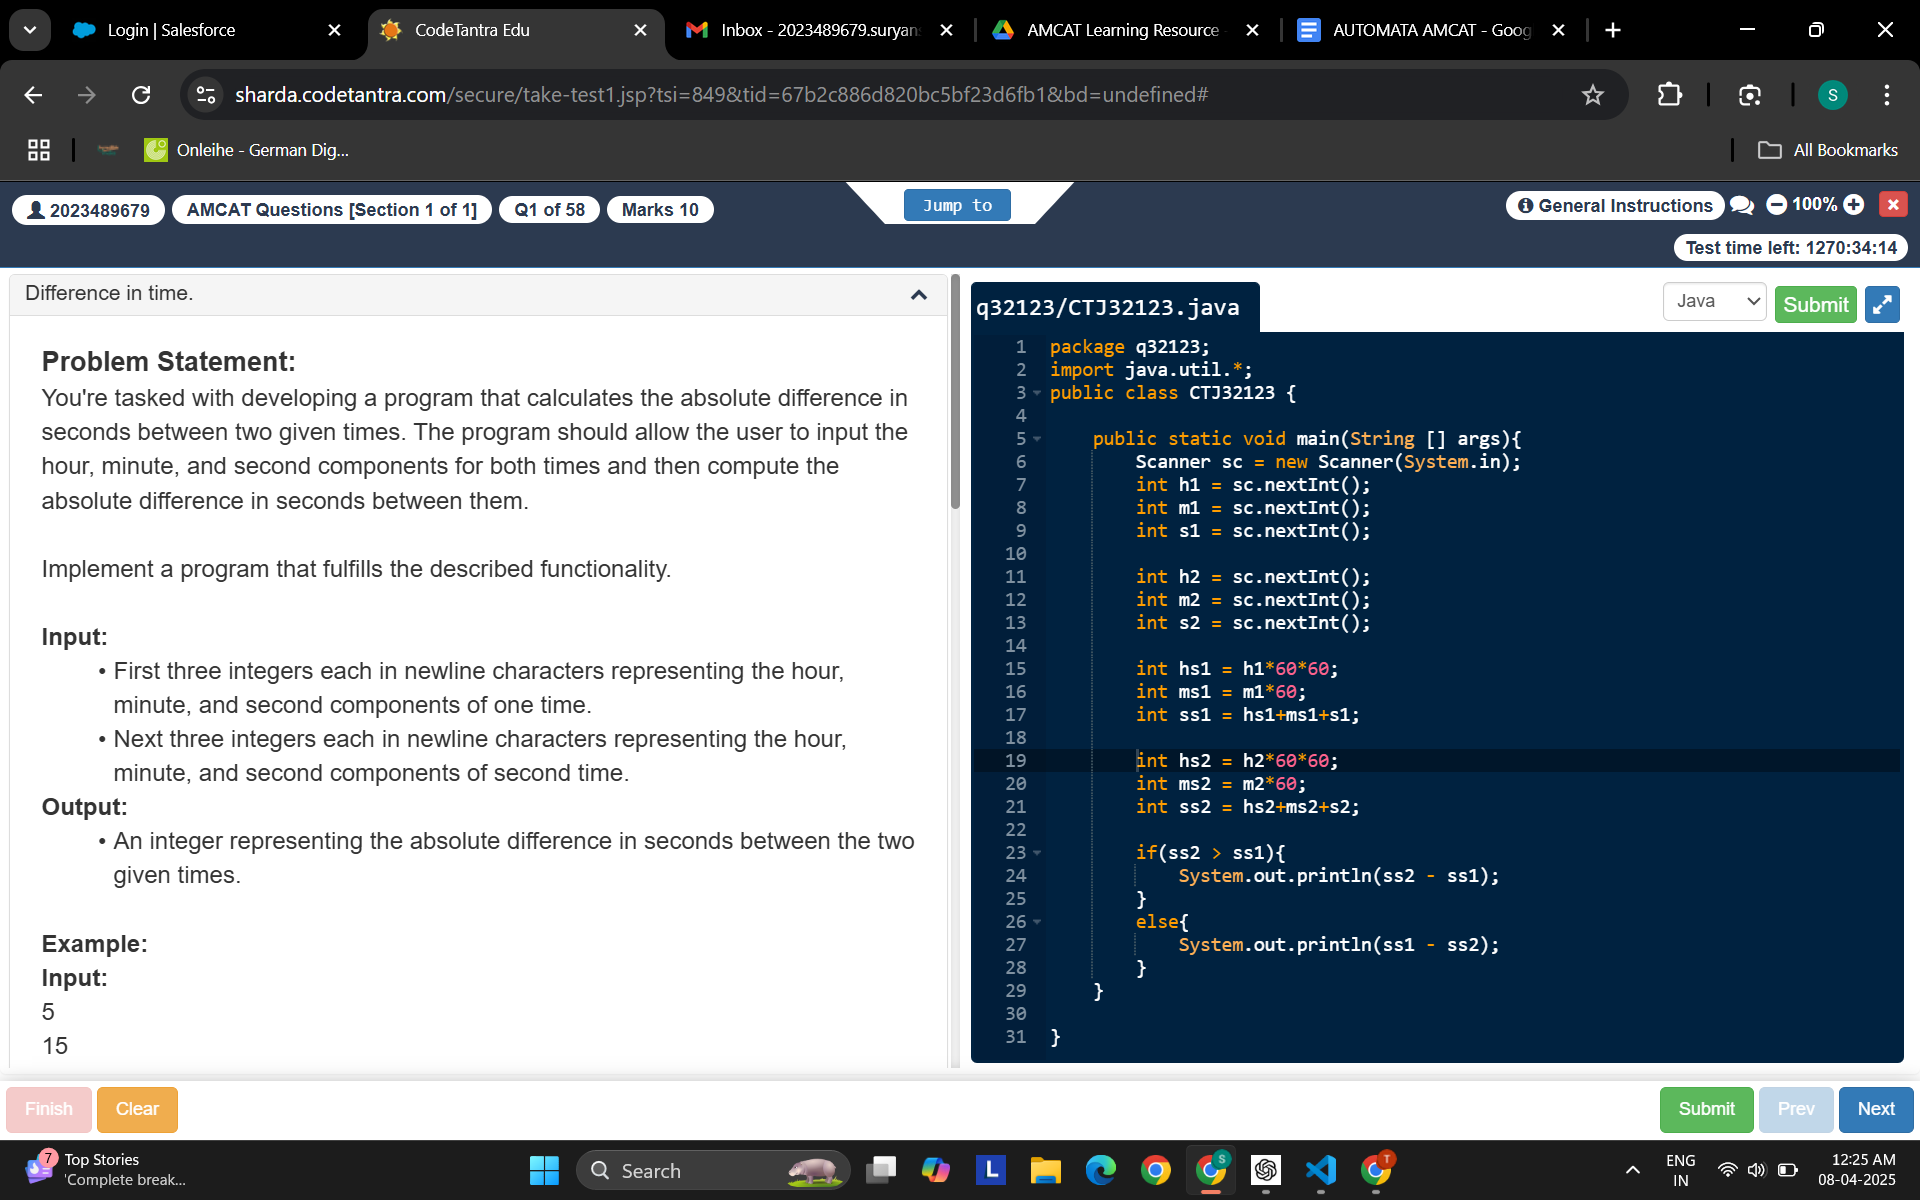 Login | Salesforce
CodeTantra Edu
Inbox - 2023489679.suryan
AMCAT Learning Resource
AUTOMATA AMCAT - Goog
sharda.codetantra.com/secure/take-test1.jsp?tsi=849&tid=67b2c886d820bc5bf23d6fb1&bd=undefined#
S
Onleihe - German Dig...
All Bookmarks
2023489679
AMCAT Questions [Section 1 of 1]
Q1 of 58
Marks 10
Jump to
General Instructions
100%
Test time left: 1270:34:14
Difference in time.
Problem Statement:
You're tasked with developing a program that calculates the absolute difference in
seconds between two given times. The program should allow the user to input the
hour, minute, and second components for both times and then compute the
absolute difference in seconds between them.
Implement a program that fulfills the described functionality.
Input:
• First three integers each in newline characters representing the hour,
minute, and second components of one time.
• Next three integers each in newline characters representing the hour,
minute, and second components of second time.
Output:
• An integer representing the absolute difference in seconds between the two
given times.
Example:
Input:
5
15
q32123/CTJ32123.java
Java
Submit
1 package q32123;
2 import java.util.*;
3 public class CTJ32123 {
4
5 public static void main(String [] args){
6 Scanner sc = new Scanner(System.in);
7 int h1 = sc.nextInt();
8 int m1 = sc.nextInt();
9 int s1 = sc.nextInt();
10
11 int h2 = sc.nextInt();
12 int m2 = sc.nextInt();
13 int s2 = sc.nextInt();
14
15 int hs1 = h1*60*60;
16 int ms1 = m1*60;
17 int ss1 = hs1+ms1+s1;
18
19 int hs2 = h2*60*60;
20 int ms2 = m2*60;
21 int ss2 = hs2+ms2+s2;
22
23 if(ss2 > ss1){
24 System.out.println(ss2 - ss1);
25 }
26 else{
27 System.out.println(ss1 - ss2);
28 }
29 }
30
31 }
Finish
Clear
Submit
Prev
Next
7
Top Stories
'Complete break...
Search
L
S
T
ENG
IN
12:25 AM
08-04-2025